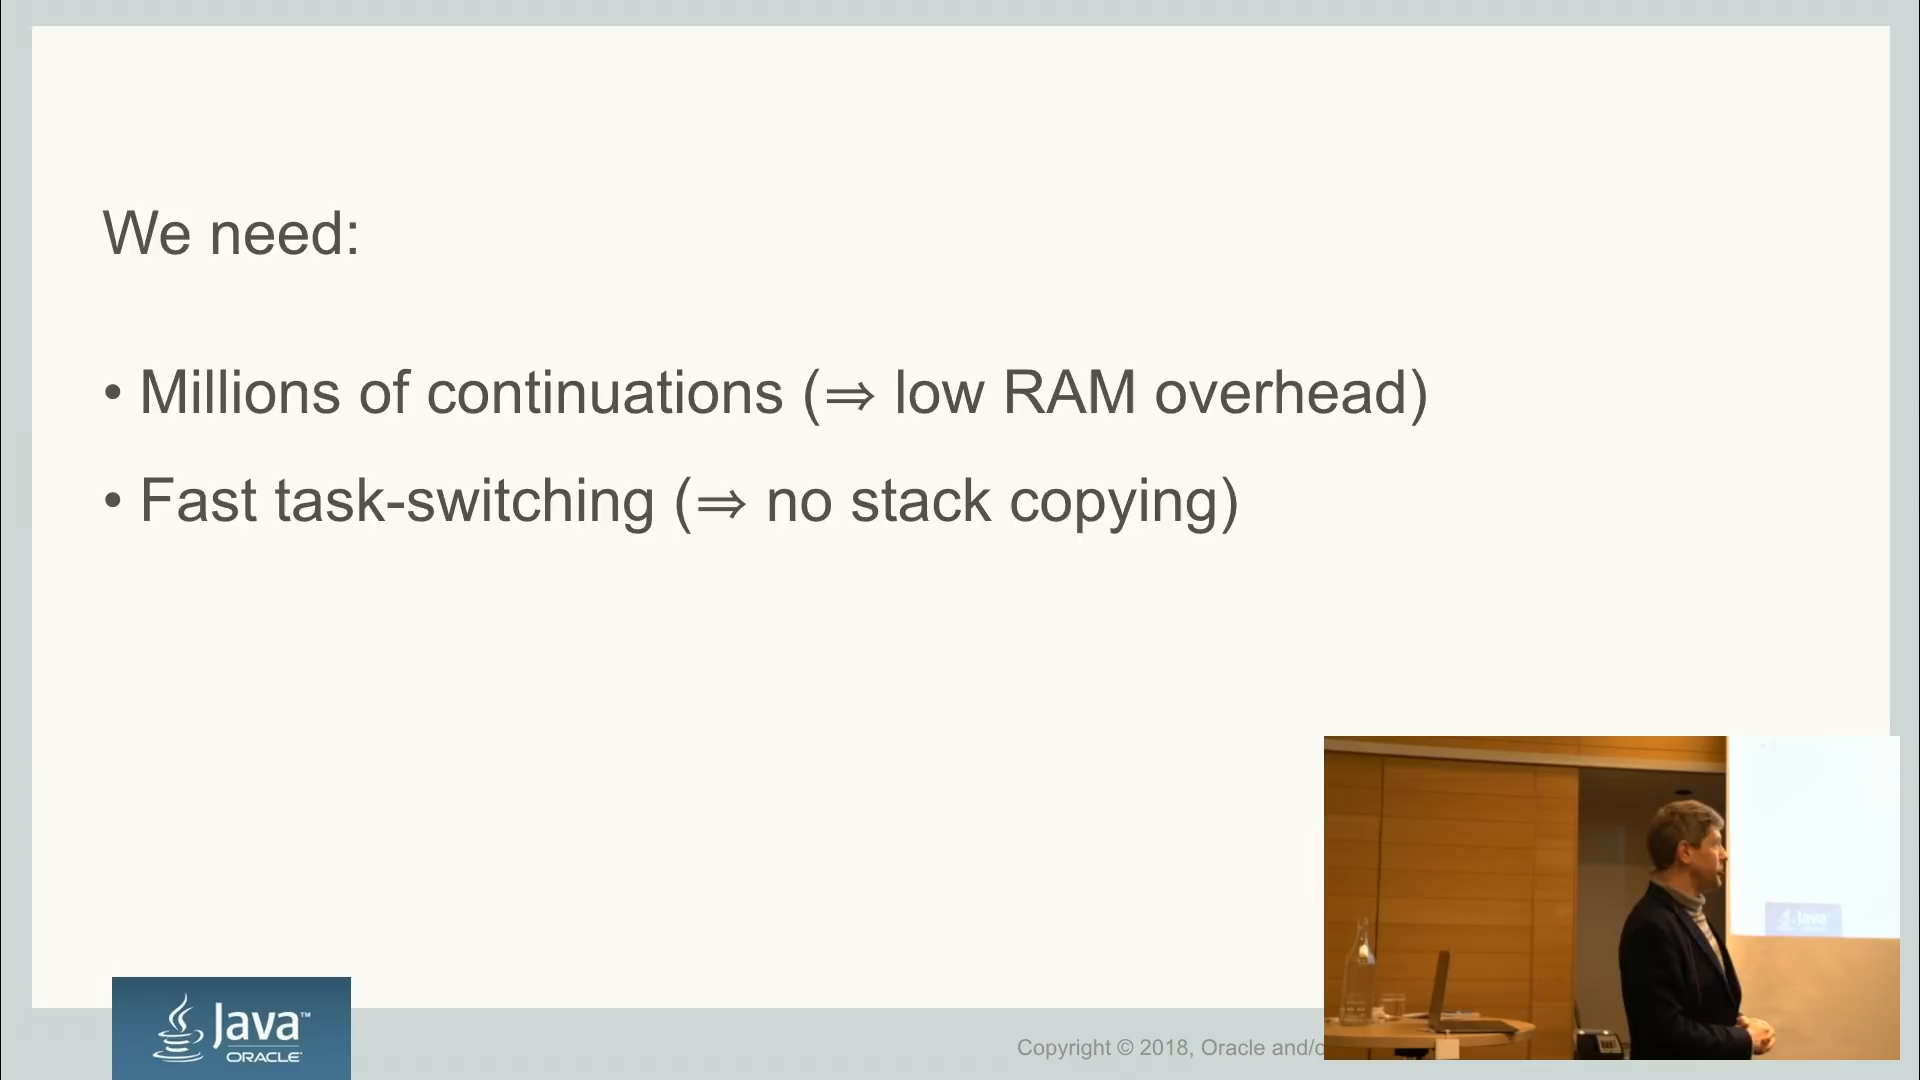 We need:
• Millions of continuations (⇒ low RAM overhead)
• Fast task-switching (⇒ no stack copying)
Java™
ORACLE
Copyright © 2018, Oracle and/o
Java